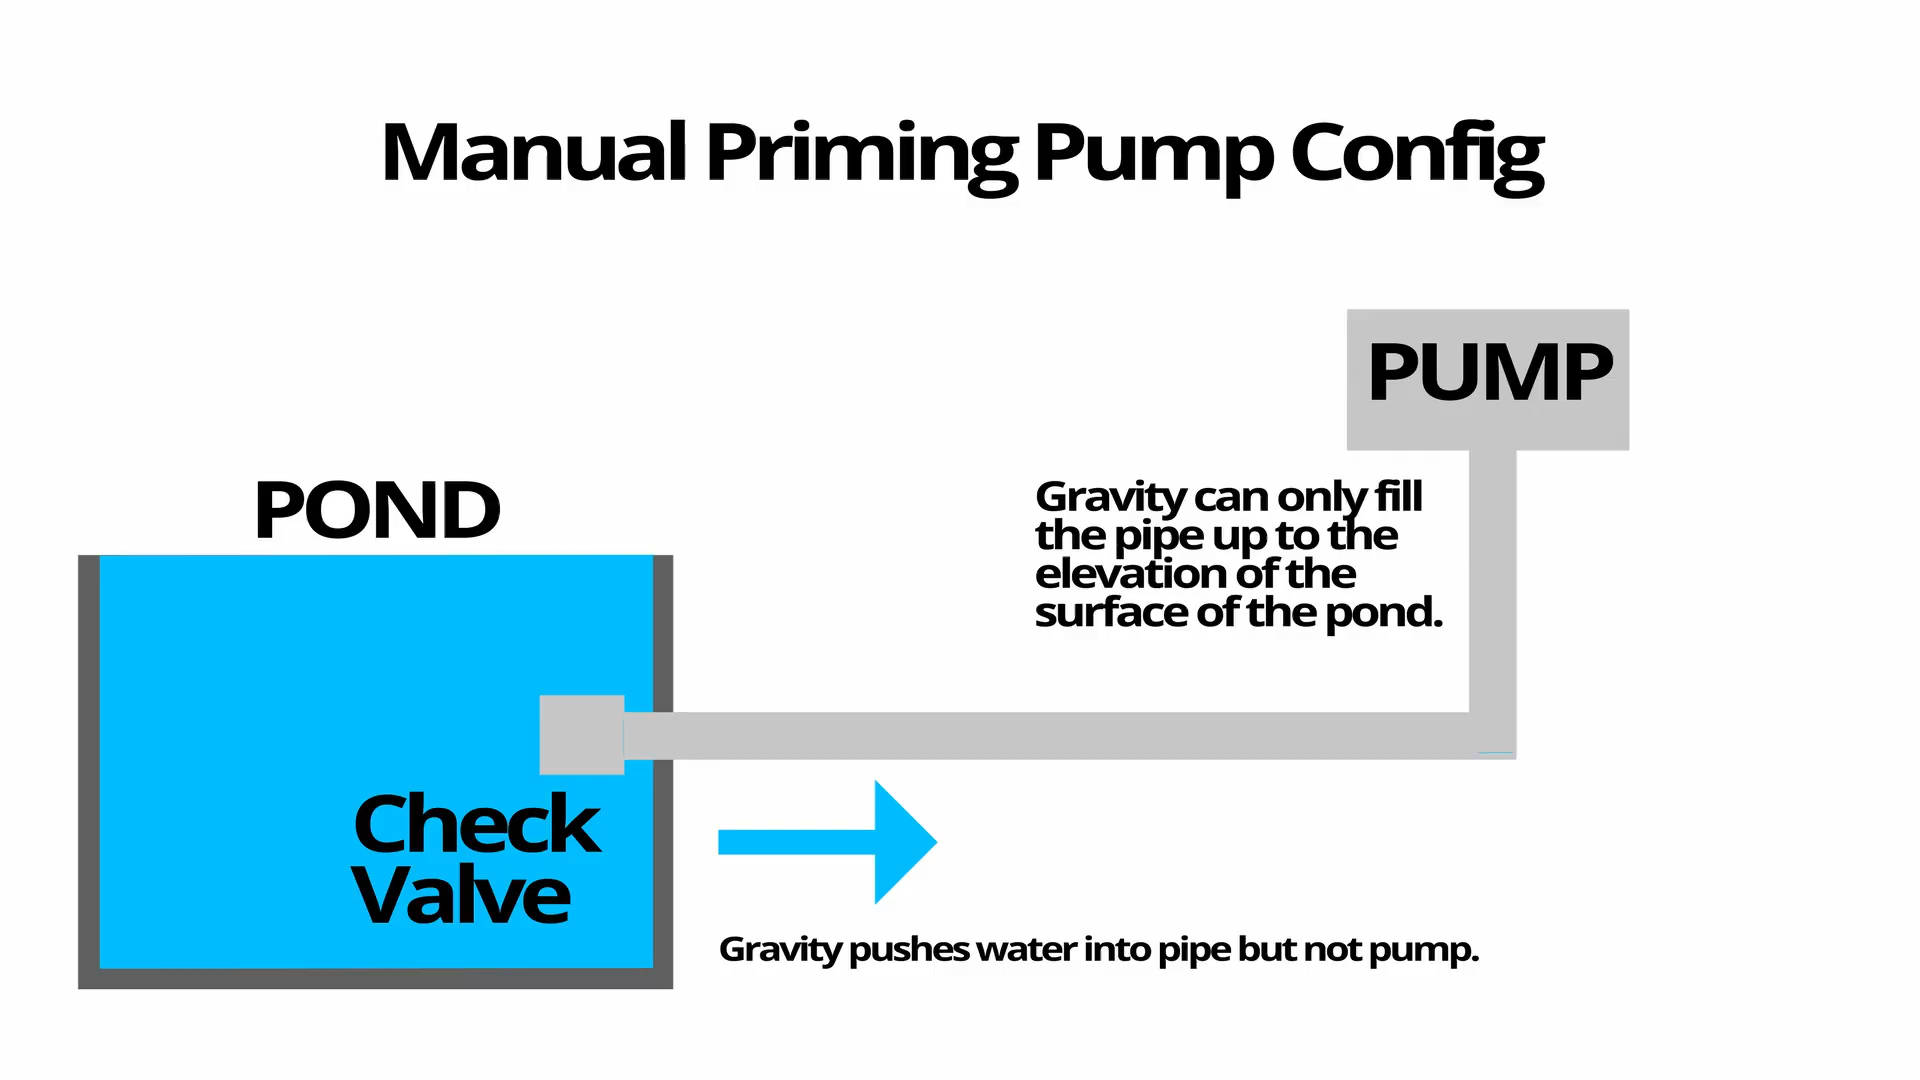 Manual Priming Pump Config
PUMP
POND
Gravity can only fill
the pipe up to the
elevation of the
surface of the pond.
Check
Valve
Gravity pushes water into pipe but not pump.